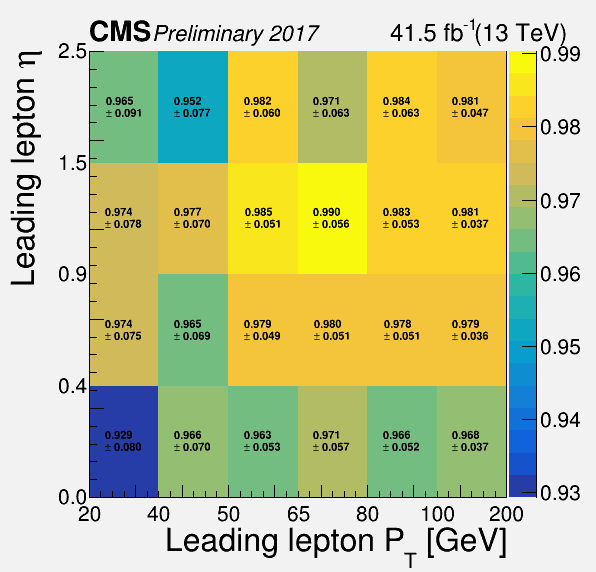 CMS Preliminary 2017 41.5 fb⁻¹(13 TeV)
Leading lepton η
2.5
1.5
0.9
0.4
0.0
0.965 0.952 0.982 0.971 0.984 0.981
± 0.091 ± 0.077 ± 0.060 ± 0.063 ± 0.063 ± 0.047
0.974 0.977 0.985 0.990 0.983 0.981
± 0.078 ± 0.070 ± 0.051 ± 0.056 ± 0.053 ± 0.037
0.974 0.965 0.979 0.980 0.978 0.979
± 0.075 ± 0.069 ± 0.049 ± 0.051 ± 0.051 ± 0.036
0.929 0.966 0.963 0.971 0.966 0.968
± 0.080 ± 0.070 ± 0.053 ± 0.057 ± 0.052 ± 0.037
20 40 50 65 80 100 200
Leading lepton P_T [GeV]
0.99
0.98
0.97
0.96
0.95
0.94
0.93